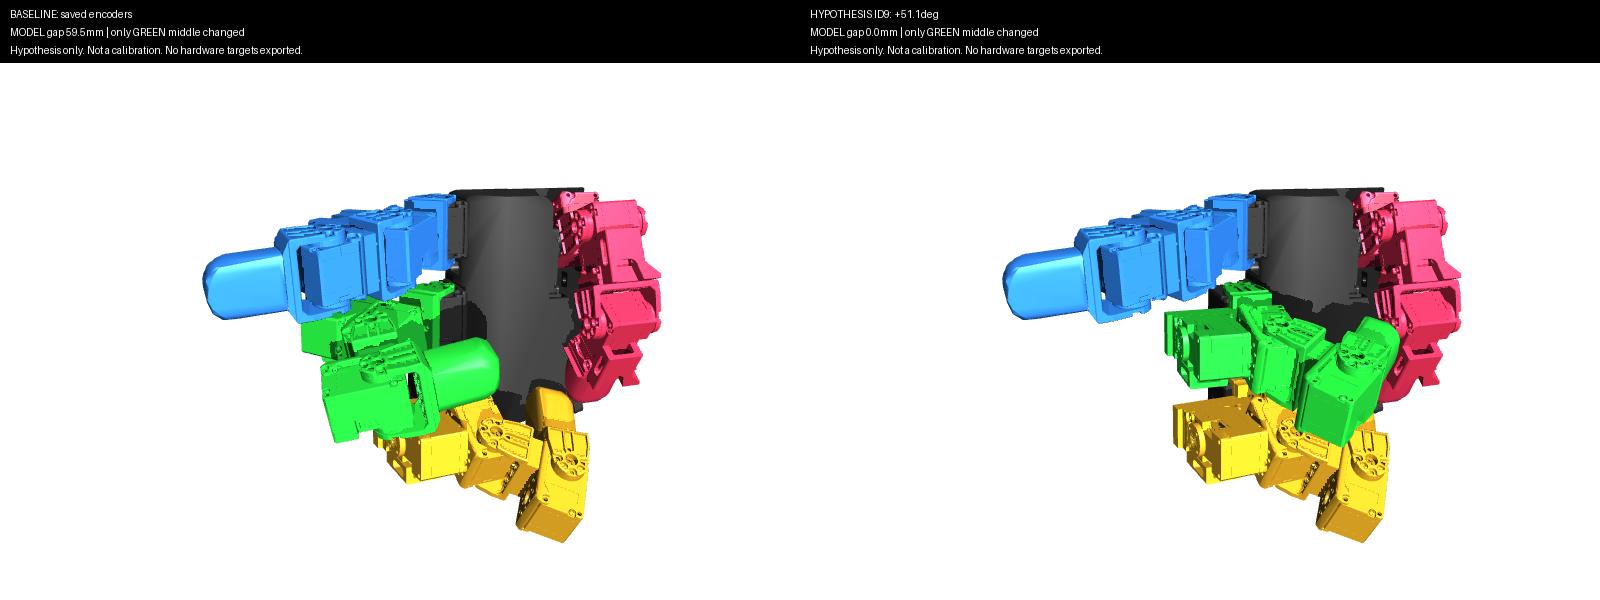 BASELINE: saved encoders
MODEL gap 59.5mm | only GREEN middle changed
Hypothesis only. Not a calibration. No hardware targets exported.
HYPOTHESIS ID9: +51.1deg
MODEL gap 0.0mm | only GREEN middle changed
Hypothesis only. Not a calibration. No hardware targets exported.